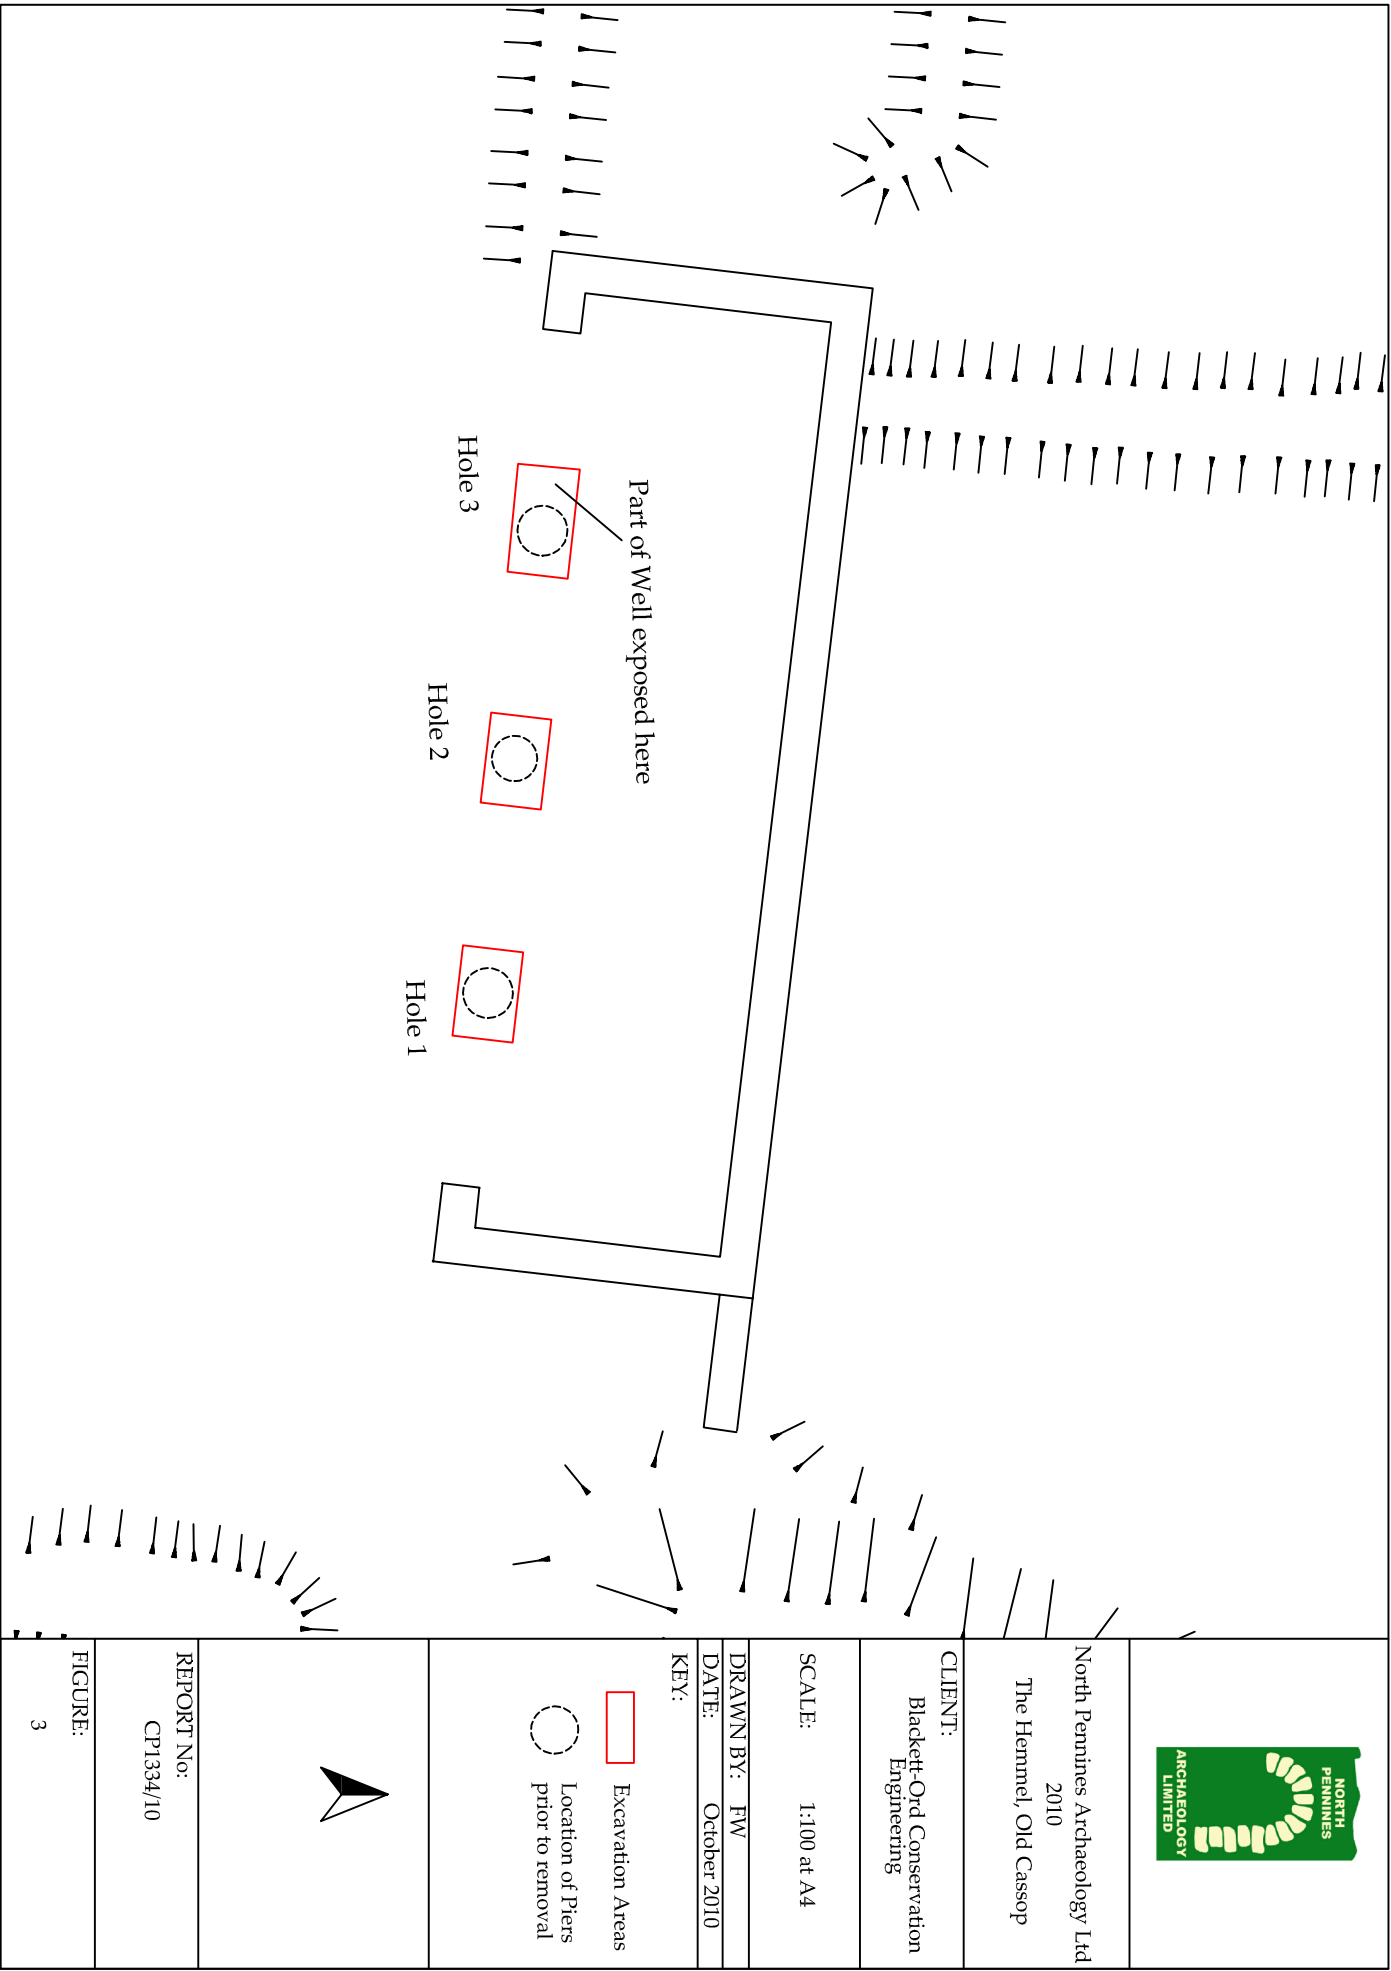 Hole 3
Part of Well exposed here
Hole 2
Hole 1
NORTH
PENNINES
ARCHAEOLOGY
LIMITED
North Pennines Archaeology Ltd
2010
The Hemmel, Old Cassop
CLIENT:
Blackett-Ord Conservation
Engineering
SCALE: 1:100 at A4
DRAWN BY: FW
DATE: October 2010
KEY:
Excavation Areas
Location of Piers
prior to removal
REPORT No:
CP1334/10
FIGURE:
3